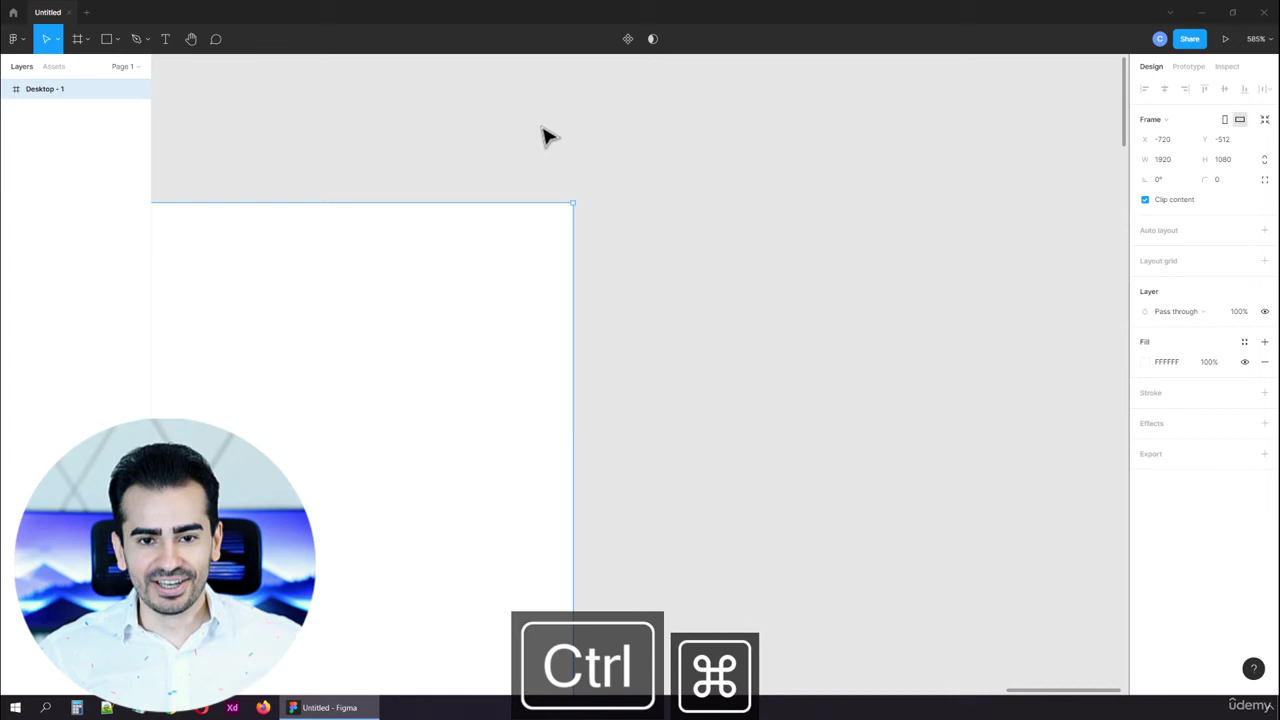 Untitled
Share
585%
Layers Assets Page 1
Desktop - 1
Design Prototype Inspect
Frame
X -720 Y -512
W 1920 H 1080
0° 0
Clip content
Auto layout
Layout grid
Layer
Pass through 100%
Fill
FFFFFF 100%
Stroke
Effects
Export
Ctrl ⌘
?
Xd
Untitled - Figma
ûdemy